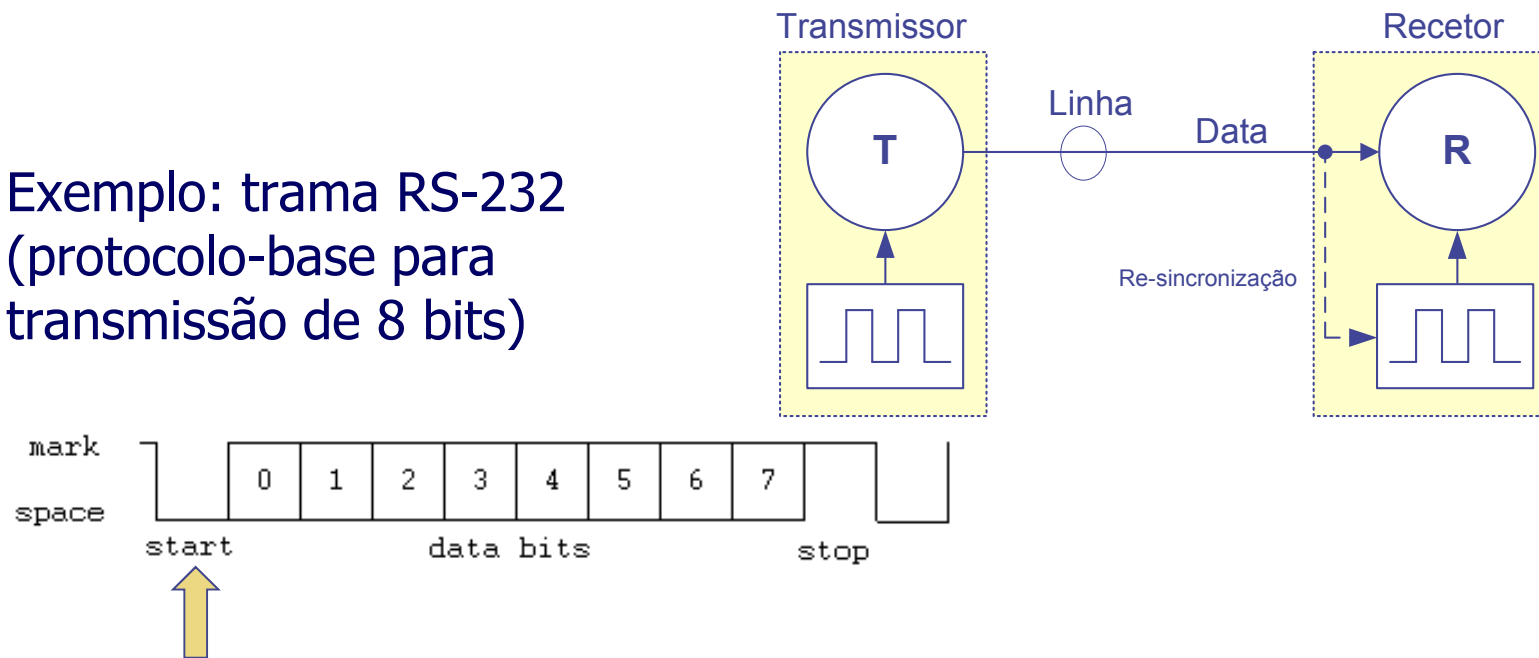 Transmissor
Recetor
T
Linha
Data
R
Re-sincronização
Exemplo: trama RS-232
(protocolo-base para
transmissão de 8 bits)
mark
0 1 2 3 4 5 6 7
space
start data bits stop